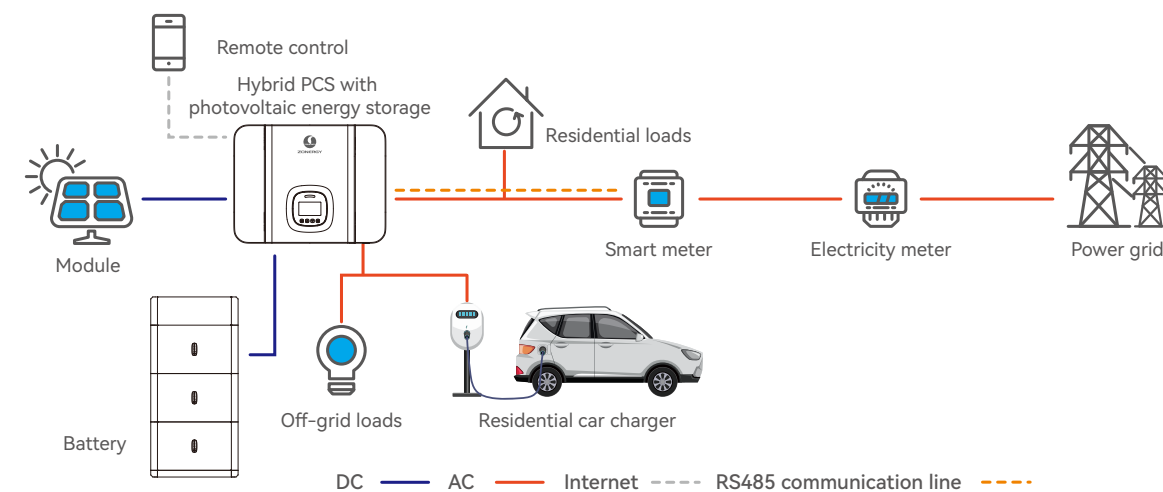 Remote control
Hybrid PCS with
photovoltaic energy storage
ZONERGY
Residential loads
Module
Smart meter
Electricity meter
Power grid
Off-grid loads
Residential car charger
Battery
DC AC Internet RS485 communication line